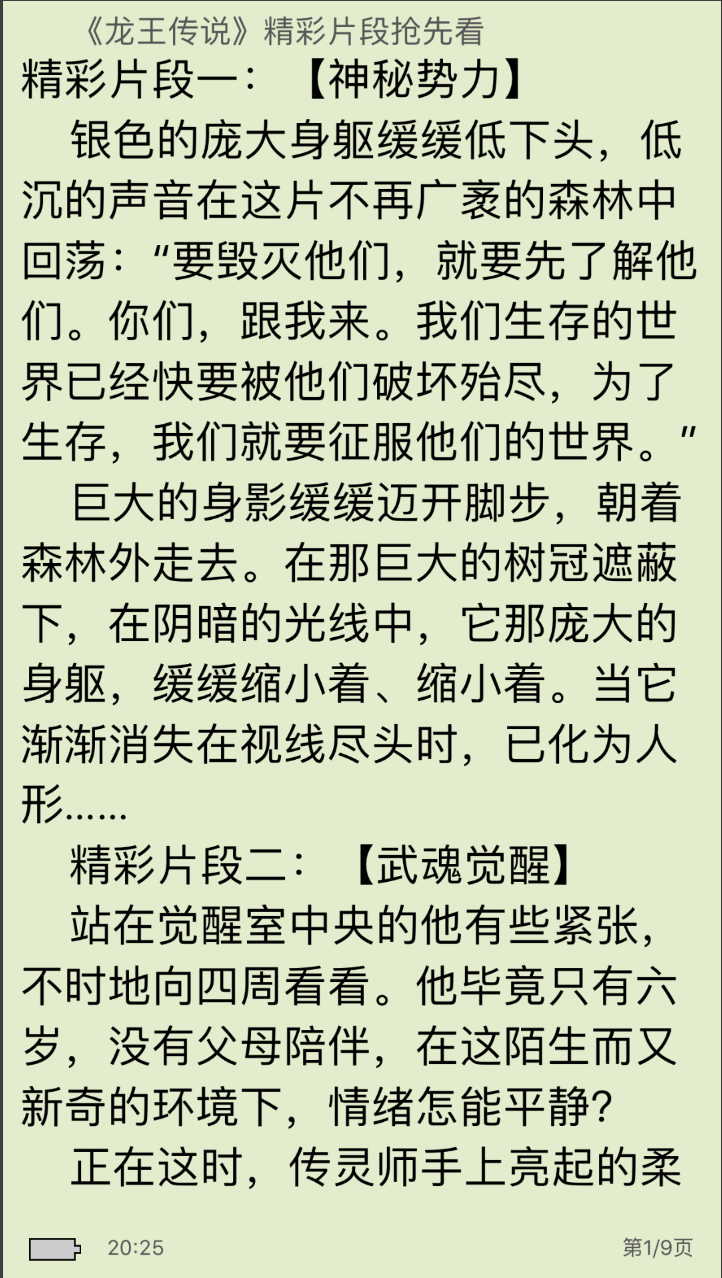 《龙王传说》精彩片段抢先看
精彩片段一：【神秘势力】
银色的庞大身躯缓缓低下头，低
沉的声音在这片不再广袤的森林中
回荡：“要毁灭他们，就要先了解他
们。你们，跟我来。我们生存的世
界已经快要被他们破坏殆尽，为了
生存，我们就要征服他们的世界。”
巨大的身影缓缓迈开脚步，朝着
森林外走去。在那巨大的树冠遮蔽
下，在阴暗的光线中，它那庞大的
身躯，缓缓缩小着、缩小着。当它
渐渐消失在视线尽头时，已化为人
形……
精彩片段二：【武魂觉醒】
站在觉醒室中央的他有些紧张，
不时地向四周看看。他毕竟只有六
岁，没有父母陪伴，在这陌生而又
新奇的环境下，情绪怎能平静?
正在这时，传灵师手上亮起的柔
20:25
第1/9页